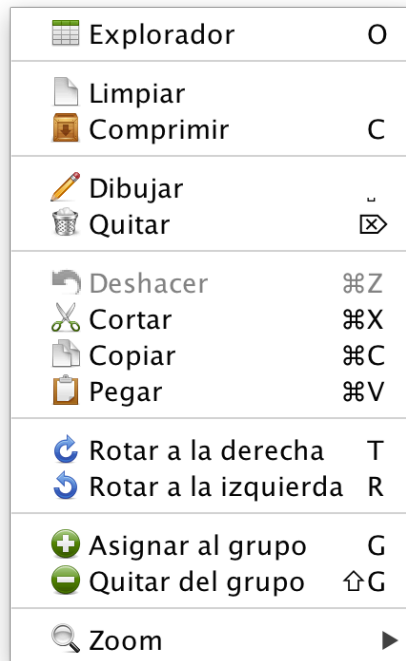 Explorador O
Limpiar
Comprimir C
Dibujar ␣
Quitar ⌦
Deshacer ⌘Z
Cortar ⌘X
Copiar ⌘C
Pegar ⌘V
Rotar a la derecha T
Rotar a la izquierda R
Asignar al grupo G
Quitar del grupo ⇧G
Zoom ▶